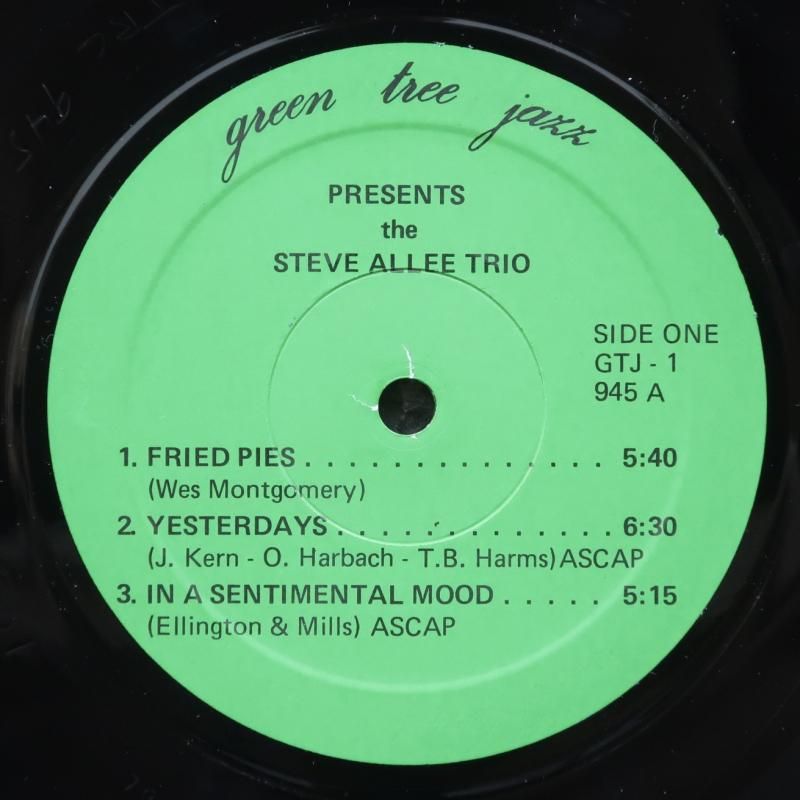 green tree jazz
PRESENTS
the
STEVE ALLEE TRIO
SIDE ONE
GTJ - 1
945 A
1. FRIED PIES . . . . . . . . . . . . . . 5:40
(Wes Montgomery)
2. YESTERDAYS . . . . . . . . . . . . . 6:30
(J. Kern - O. Harbach - T.B. Harms) ASCAP
3. IN A SENTIMENTAL MOOD . . . . . 5:15
(Ellington & Mills) ASCAP